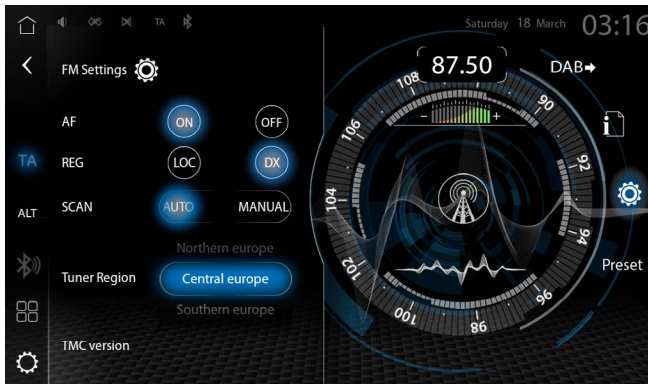 TA
Saturday 18 March 03:16
FM Settings
AF ON OFF
REG LOC DX
SCAN AUTO MANUAL
Northern europe
Tuner Region Central europe
Southern europe
TMC version
TA
ALT
87.50
DAB
i
- +
90
92
94
96
98
100
102
104
106
108
Preset